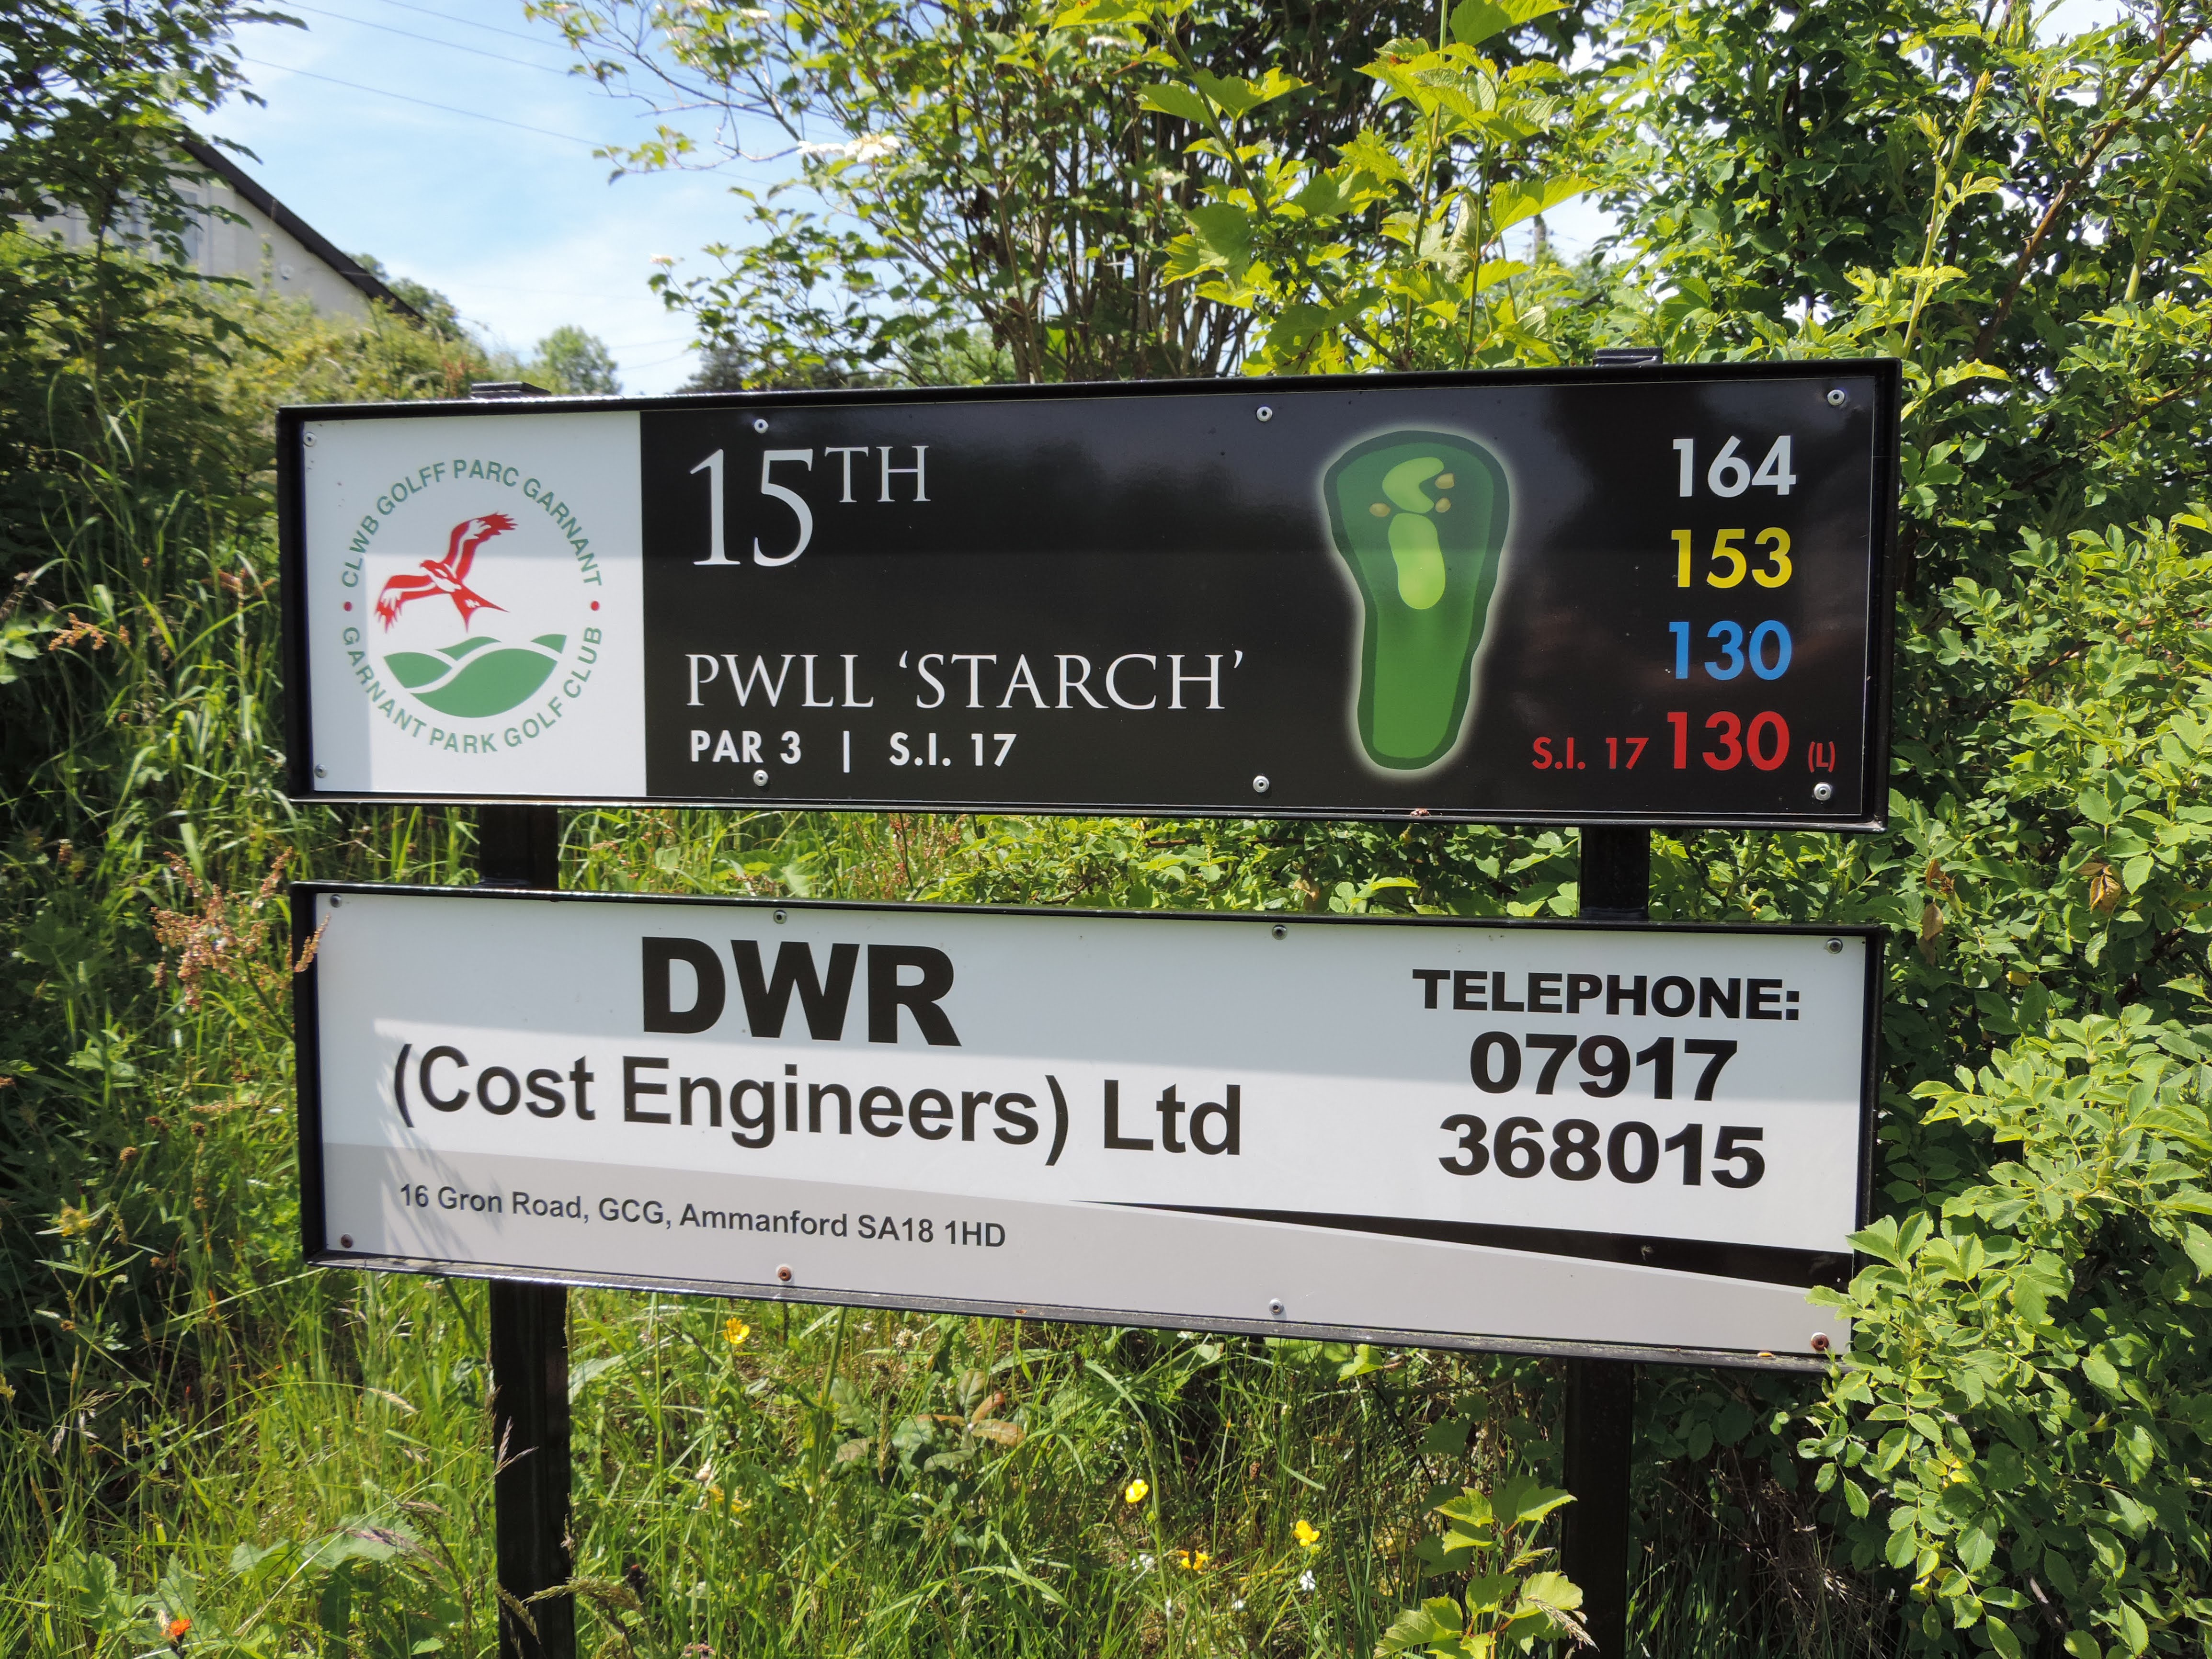 CLWB GOLFF PARC GARNANT
GARNANT PARK GOLF CLUB
15TH
PWLL ‘STARCH’
PAR 3 | S.I. 17
164
153
130
S.I. 17 130 (L)
DWR
(Cost Engineers) Ltd
16 Gron Road, GCG, Ammanford SA18 1HD
TELEPHONE:
07917
368015